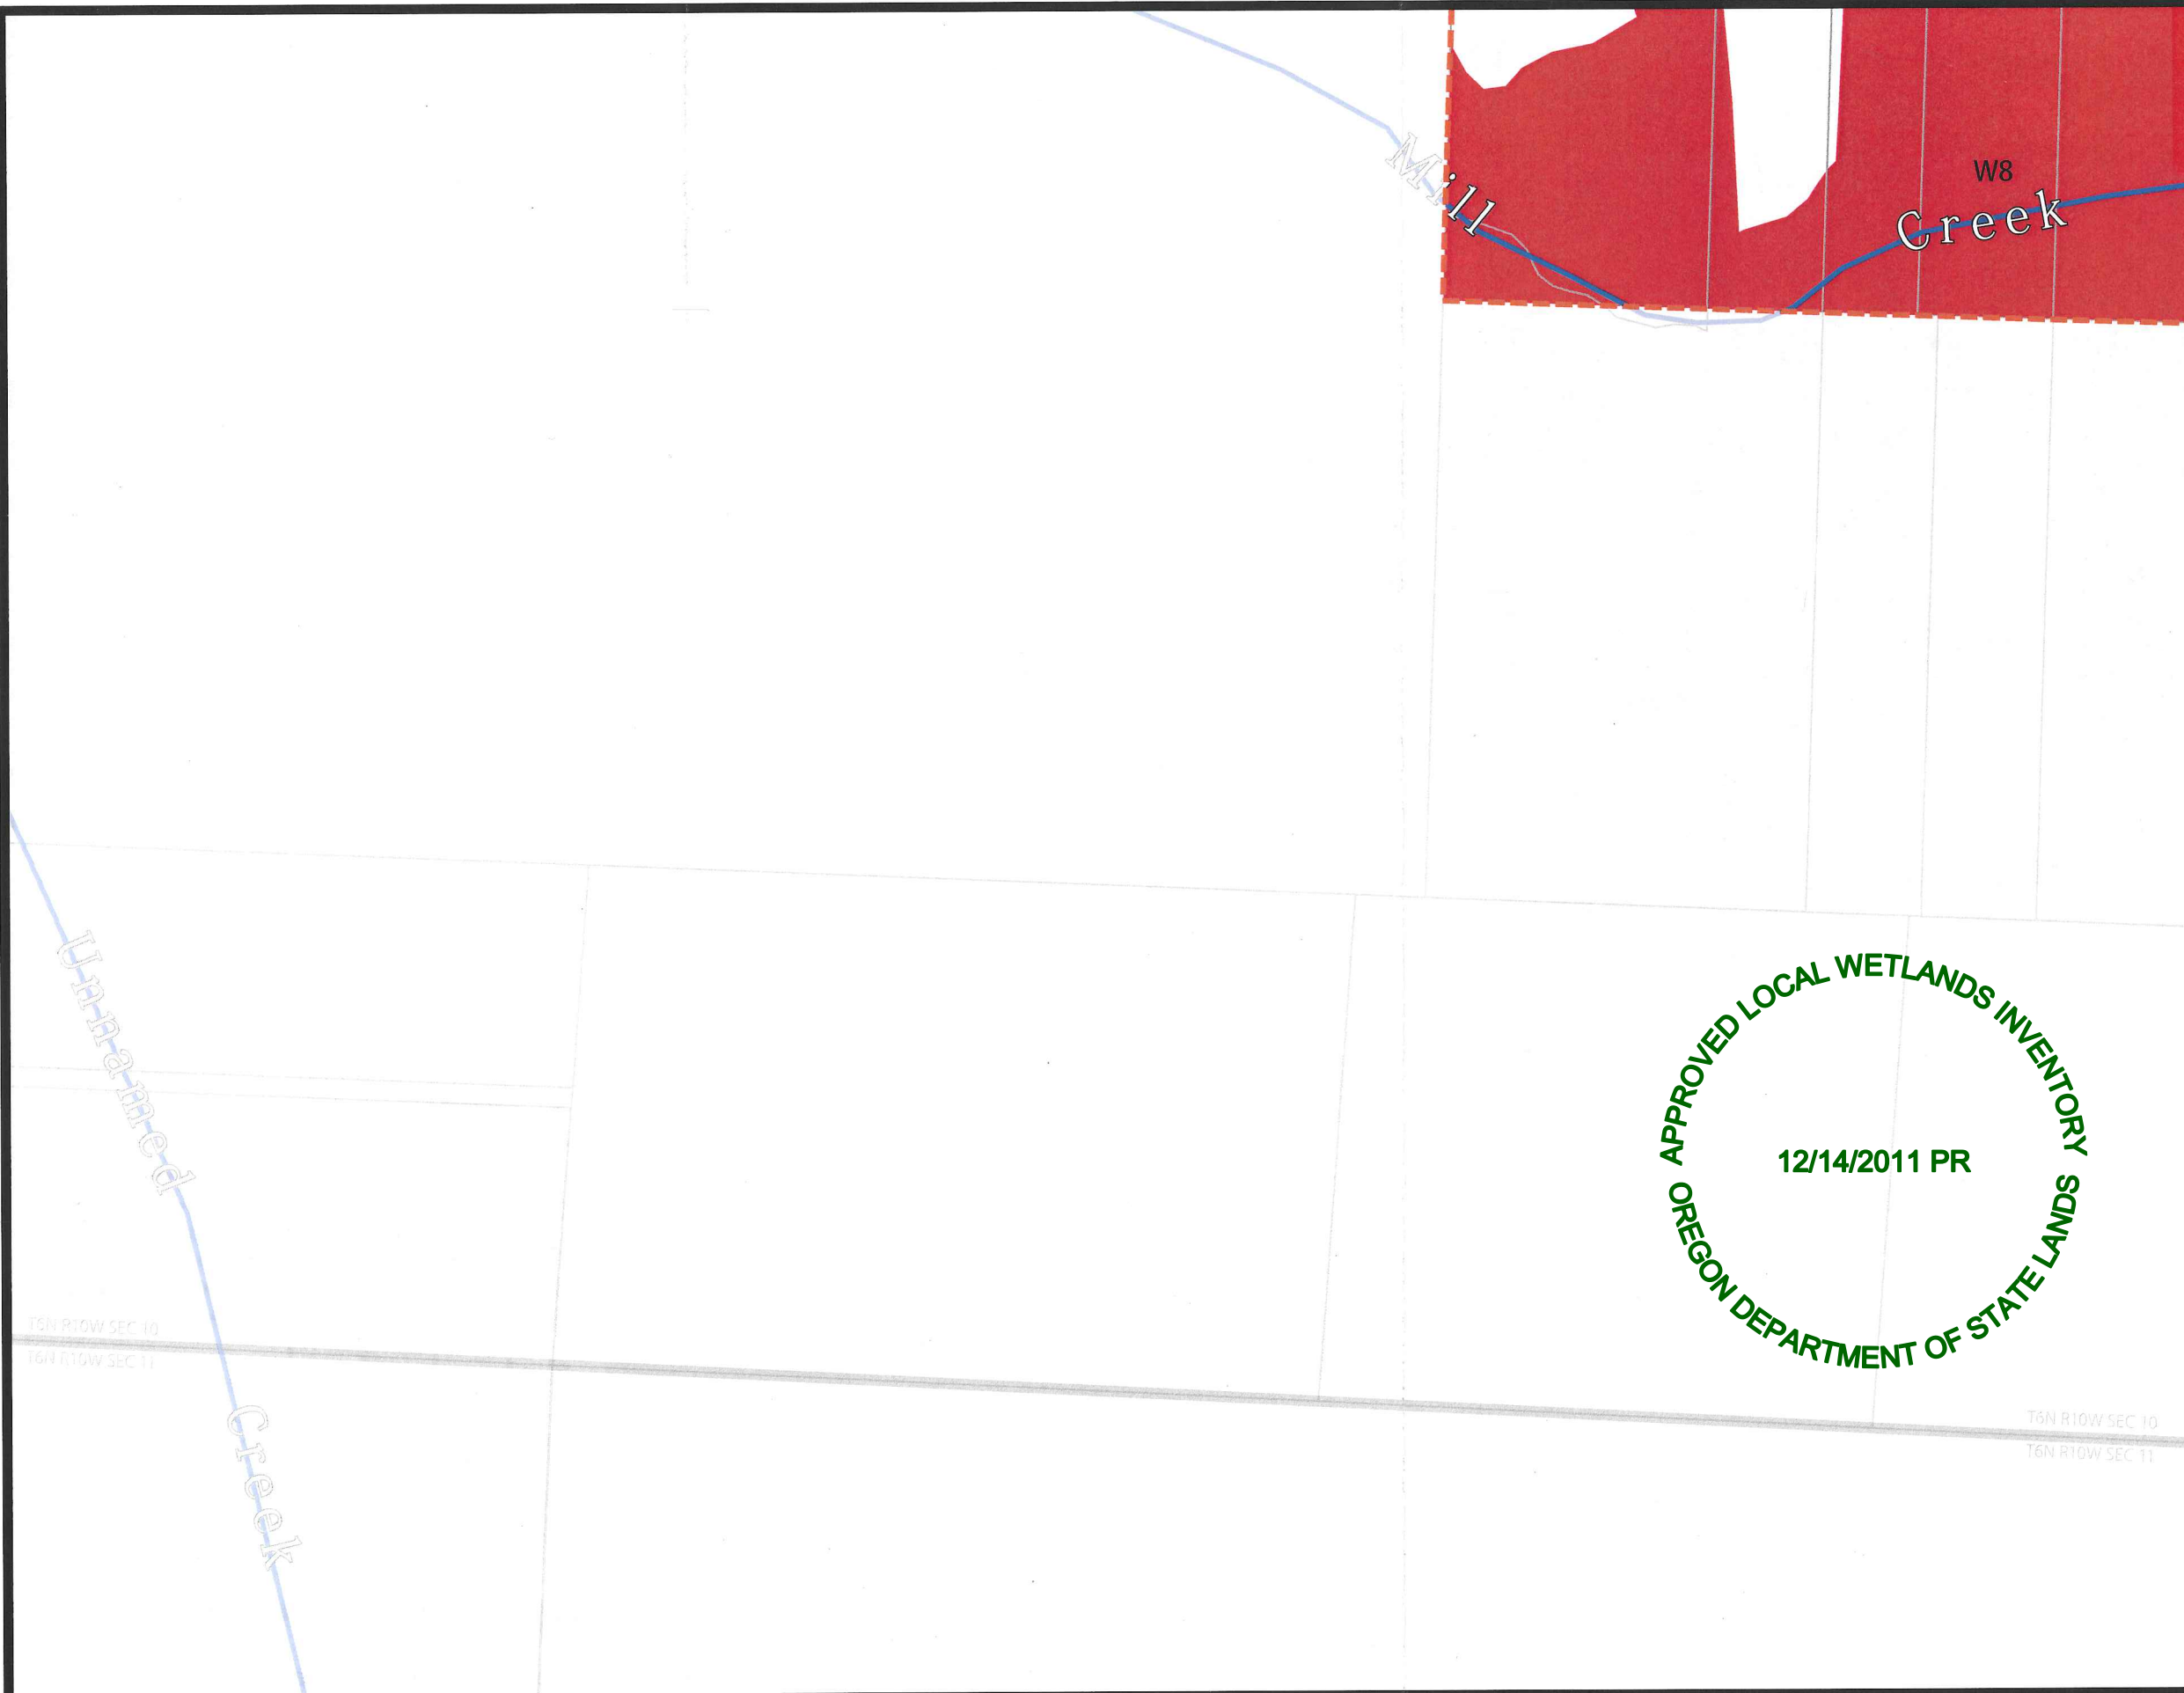 Mill
W8
Creek
Unnamed
Creek
APPROVED LOCAL WETLANDS INVENTORY
12/14/2011 PR
OREGON DEPARTMENT OF STATE LANDS
T6N R10W SEC 10
T6N R10W SEC 11
T6N R10W SEC 10
T6N R10W SEC 11